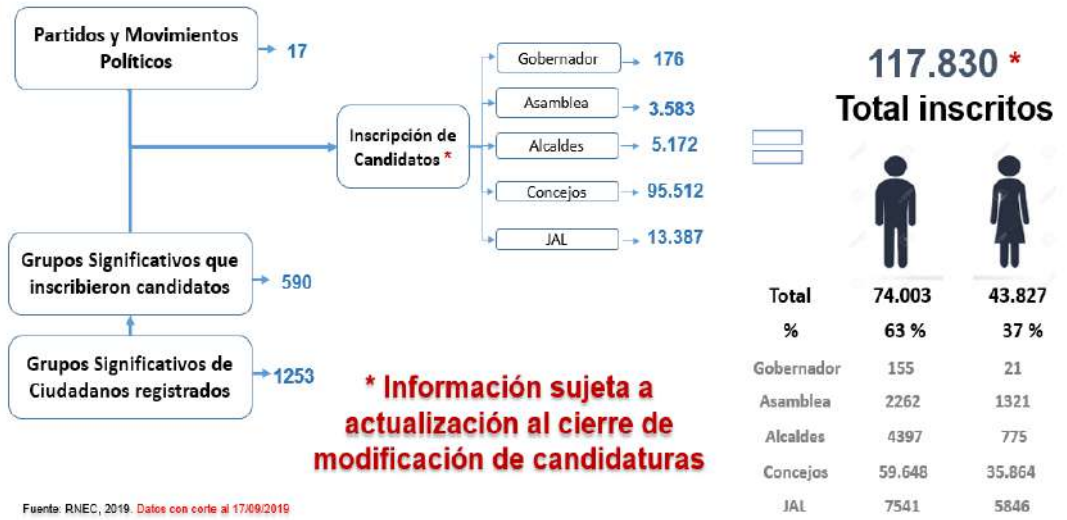 Partidos y Movimientos
Políticos
17
Inscripción de
Candidatos *
Gobernador
176
Asamblea
3.583
Alcaldes
5.172
Concejos
95.512
JAL
13.387
Grupos Significativos que
inscribieron candidatos
590
Grupos Significativos de
Ciudadanos registrados
1253
* Información sujeta a
actualización al cierre de
modificación de candidaturas
117.830 *
Total inscritos
Total 74.003 43.827
% 63 % 37 %
Gobernador 155 21
Asamblea 2262 1321
Alcaldes 4397 775
Concejos 59.648 35.864
JAL 7541 5846
Fuente: RNEC, 2019. Datos con corte al 17/09/2019